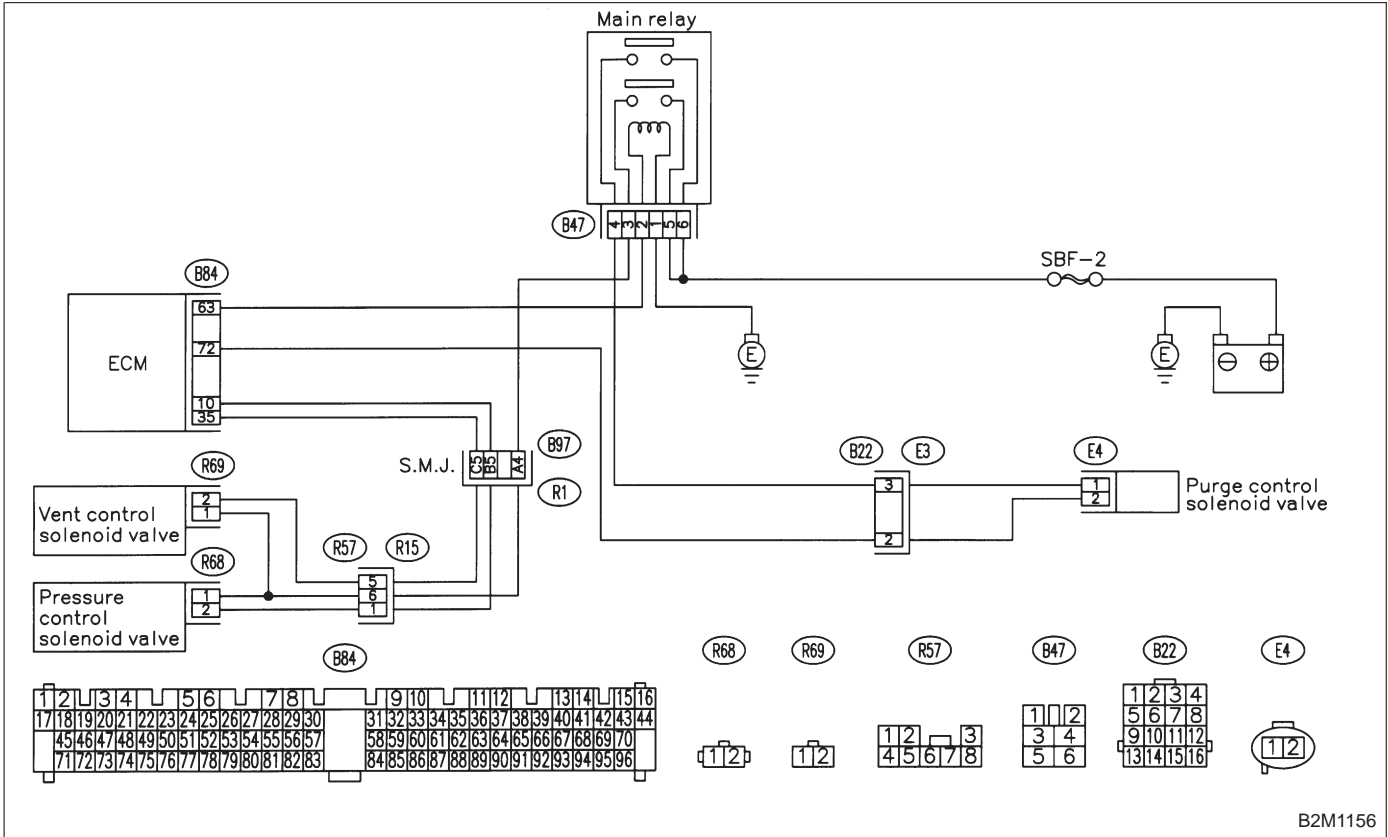 Main relay
B47
4 3 2 1 5 6
SBF-2
B84
63
72
10
35
ECM
E
E
⊖ ⊕
S.M.J.
C5 B5 A4
B97
R1
B22 E3
3
2
E4
1
2
Purge control
solenoid valve
R69
2
1
Vent control
solenoid valve
R68
1
2
Pressure
control
solenoid valve
R57 R15
5
6
1
B84
1 2 3 4 5 6 7 8 9 10 11 12 13 14 15 16
17 18 19 20 21 22 23 24 25 26 27 28 29 30 31 32 33 34 35 36 37 38 39 40 41 42 43 44
45 46 47 48 49 50 51 52 53 54 55 56 57 58 59 60 61 62 63 64 65 66 67 68 69 70
71 72 73 74 75 76 77 78 79 80 81 82 83 84 85 86 87 88 89 90 91 92 93 94 95 96
R68
1 2
R69
1 2
R57
1 2 3
4 5 6 7 8
B47
1 2
3 4
5 6
B22
1 2 3 4
5 6 7 8
9 10 11 12
13 14 15 16
E4
1 2
B2M1156